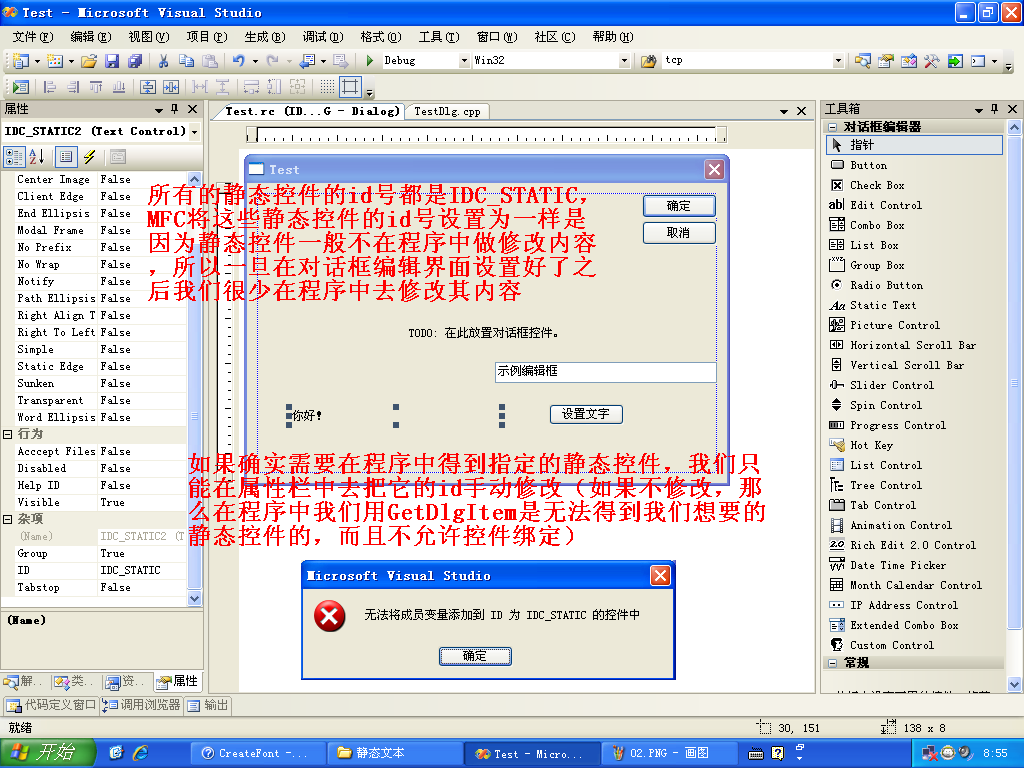 Test - Microsoft Visual Studio
文件(F) 编辑(E) 视图(V) 项目(P) 生成(B) 调试(D) 格式(O) 工具(T) 窗口(W) 社区(C) 帮助(H)
Debug Win32 tcp
属性
IDC_STATIC2 (Text Control)
Center Image False
Client Edge False
End Ellipsis False
Modal Frame False
No Prefix False
No Wrap False
Notify False
Path Ellipsis False
Right Align T False
Right To Left False
Simple False
Static Edge False
Sunken False
Transparent False
Word Ellipsis False
行为
Acccept Files False
Disabled False
Help ID False
Visible True
杂项
(Name) IDC_STATIC2 (T
Group True
ID IDC_STATIC
Tabstop False
(Name)
解.. 类.. 资.. 属性
Test.rc (ID...G - Dialog) TestDlg.cpp
Test
所有的静态控件的id号都是IDC_STATIC，
MFC将这些静态控件的id号设置为一样是
因为静态控件一般不在程序中做修改内容
，所以一旦在对话框编辑界面设置好了之
后我们很少在程序中去修改其内容
确定
取消
TODO: 在此放置对话框控件。
示例编辑框
你好!
设置文字
如果确实需要在程序中得到指定的静态控件，我们只
能在属性栏中去把它的id手动修改（如果不修改，那
么在程序中我们用GetDlgItem是无法得到我们想要的
静态控件的，而且不允许控件绑定）
Microsoft Visual Studio
无法将成员变量添加到 ID 为 IDC_STATIC 的控件中
确定
工具箱
对话框编辑器
指针
Button
Check Box
Edit Control
Combo Box
List Box
Group Box
Radio Button
Static Text
Picture Control
Horizontal Scroll Bar
Vertical Scroll Bar
Slider Control
Spin Control
Progress Control
Hot Key
List Control
Tree Control
Tab Control
Animation Control
Rich Edit 2.0 Control
Date Time Picker
Month Calendar Control
IP Address Control
Extended Combo Box
Custom Control
常规
代码定义窗口 调用浏览器 输出
就绪 30, 151 138 x 8
开始 CreateFont -... 静态文本 Test - Micro... 02.PNG - 画图 8:55